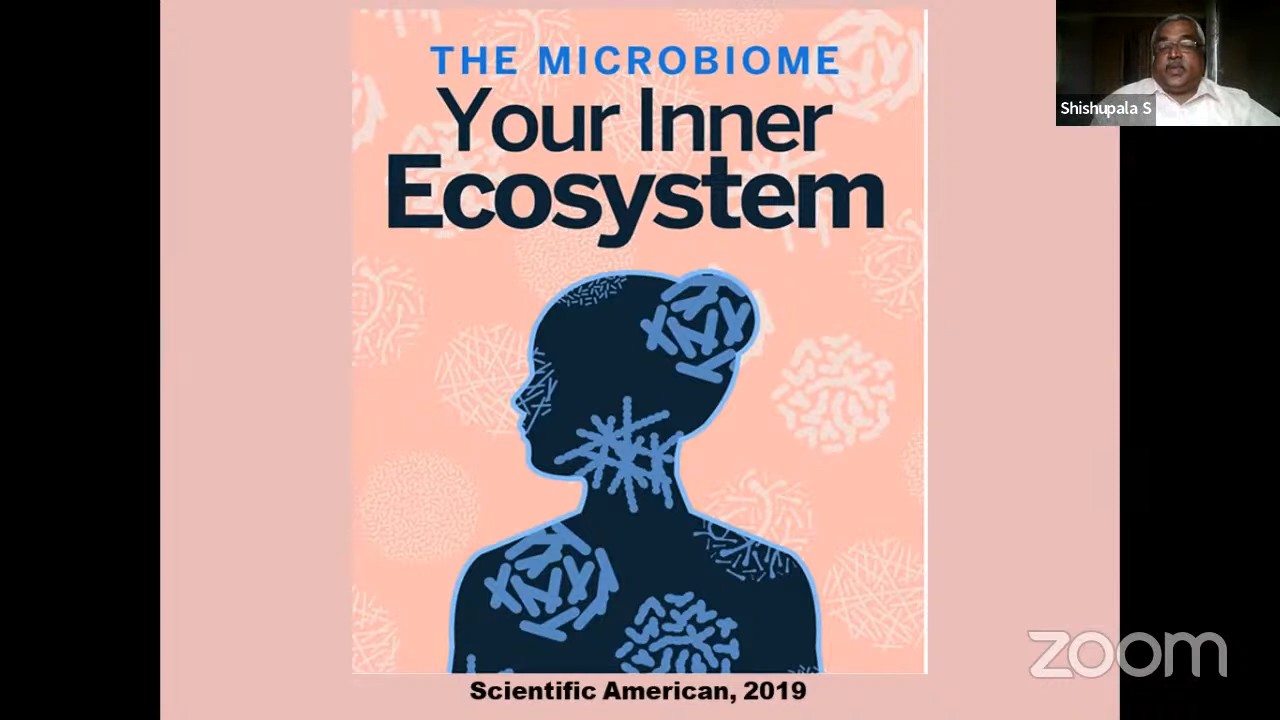 THE MICROBIOME
Your Inner
Ecosystem
Scientific American, 2019
Shishupala S
zoom